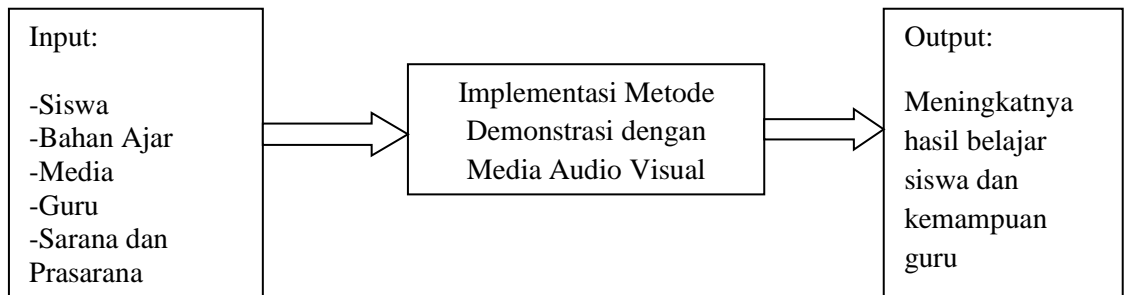 Input:
-Siswa
-Bahan Ajar
-Media
-Guru
-Sarana dan
Prasarana
Implementasi Metode
Demonstrasi dengan
Media Audio Visual
Output:
Meningkatnya
hasil belajar
siswa dan
kemampuan
guru